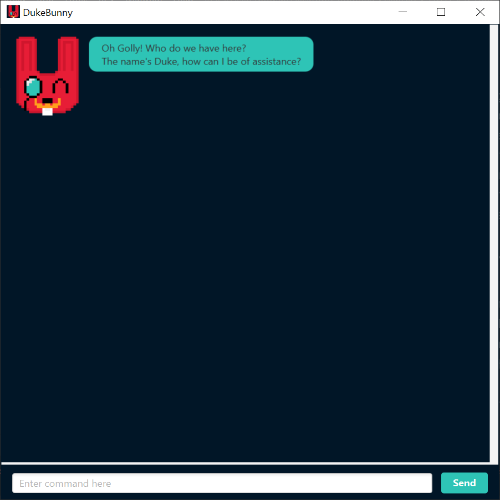 DukeBunny
Oh Golly! Who do we have here?
The name's Duke, how can I be of assistance?
Enter command here
Send